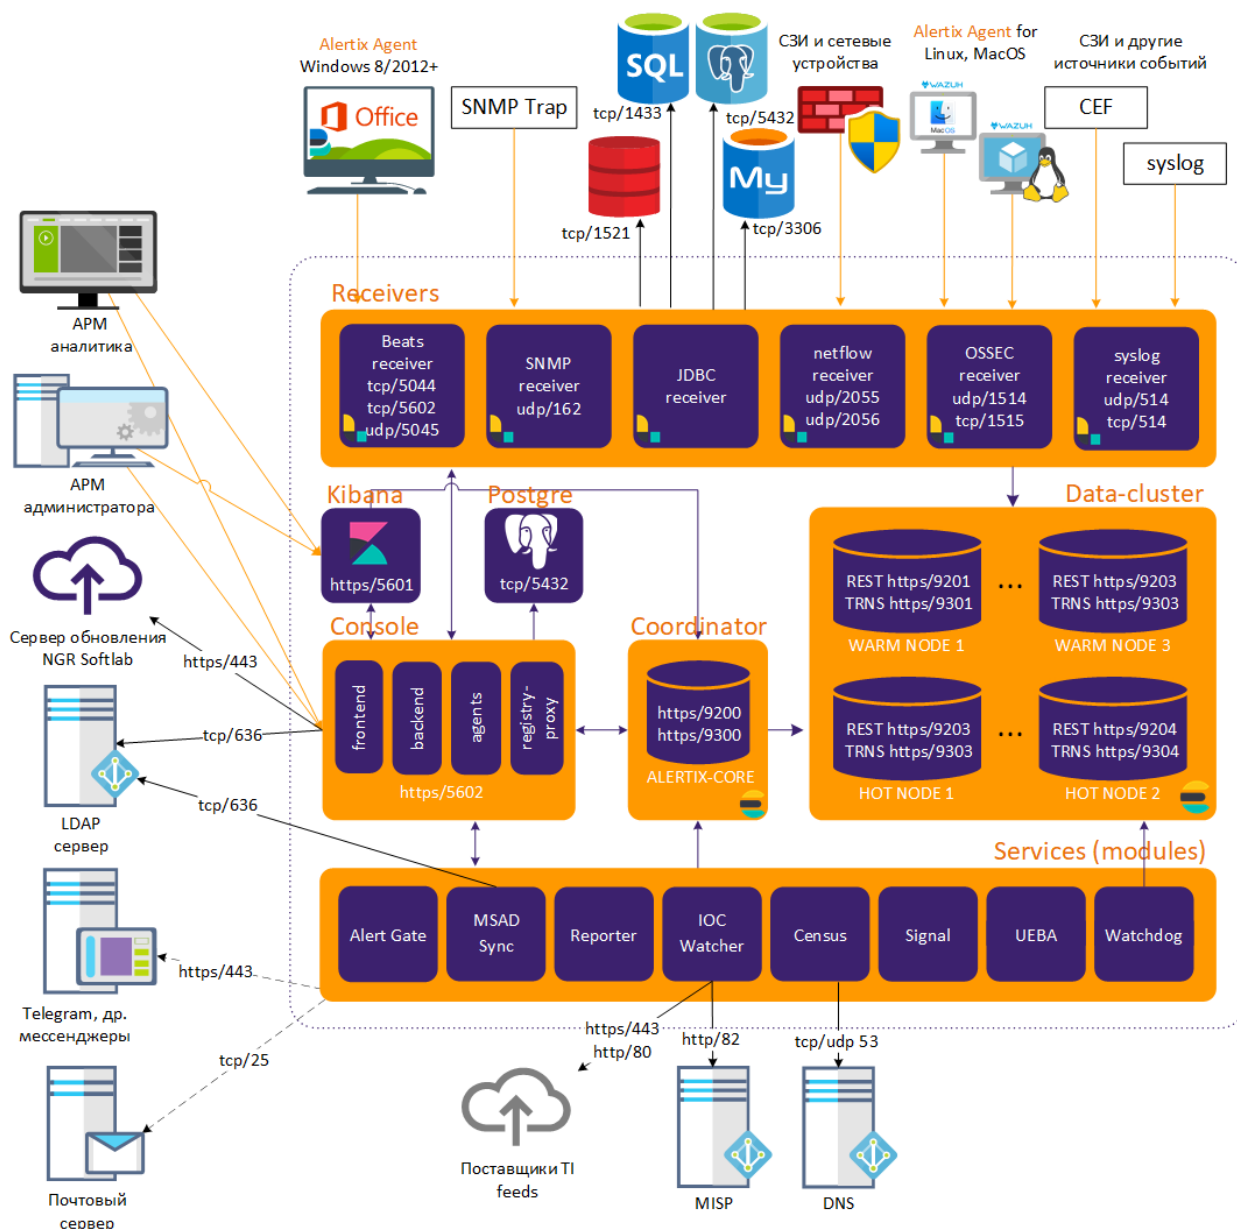 Alertix Agent
Windows 8/2012+
Office
SNMP Trap
SQL
tcp/1433
tcp/5432
tcp/1521
My
tcp/3306
СЗИ и сетевые
устройства
Alertix Agent for
Linux, MacOS
WAZUH
MacOS
WAZUH
СЗИ и другие
источники событий
CEF
syslog
АРМ
аналитика
АРМ
администратора
Сервер обновления
NGR Softlab
https/443
tcp/636
LDAP
сервер
tcp/636
Telegram, др.
мессенджеры
https/443
Почтовый
сервер
tcp/25
Receivers
Beats
receiver
tcp/5044
tcp/5602
udp/5045
SNMP
receiver
udp/162
JDBC
receiver
netflow
receiver
udp/2055
udp/2056
OSSEC
receiver
udp/1514
tcp/1515
syslog
receiver
udp/514
tcp/514
Kibana
https/5601
Postgre
tcp/5432
Console
frontend
backend
agents
registry-
proxy
https/5602
Coordinator
https/9200
https/9300
ALERTIX-CORE
Data-cluster
REST https/9201
TRNS https/9301
WARM NODE 1
...
REST https/9203
TRNS https/9303
WARM NODE 3
REST https/9203
TRNS https/9303
HOT NODE 1
...
REST https/9204
TRNS https/9304
HOT NODE 2
Services (modules)
Alert Gate
MSAD
Sync
Reporter
IOC
Watcher
Census
Signal
UEBA
Watchdog
https/443
http/80
http/82
tcp/udp 53
Поставщики TI
feeds
MISP
DNS